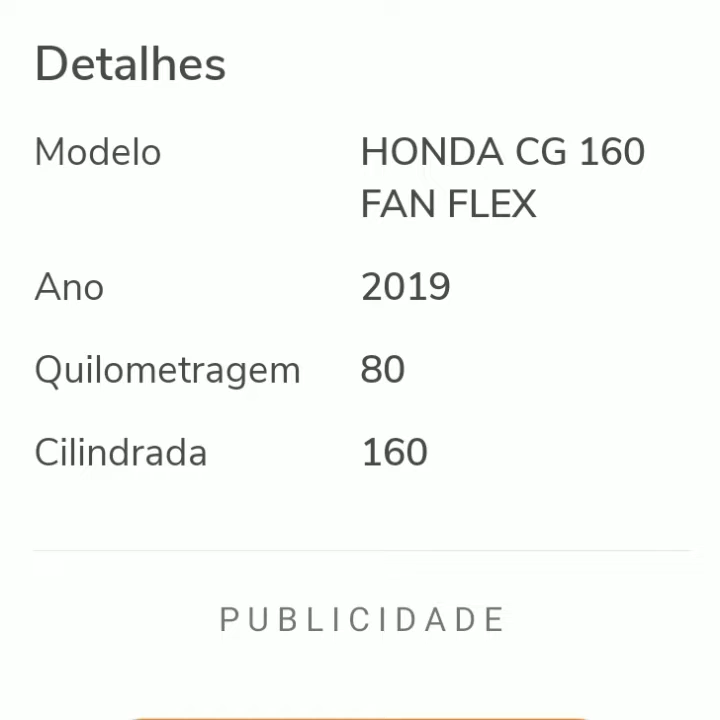 Detalhes
Modelo HONDA CG 160
FAN FLEX
Ano 2019
Quilometragem 80
Cilindrada 160
PUBLICIDADE